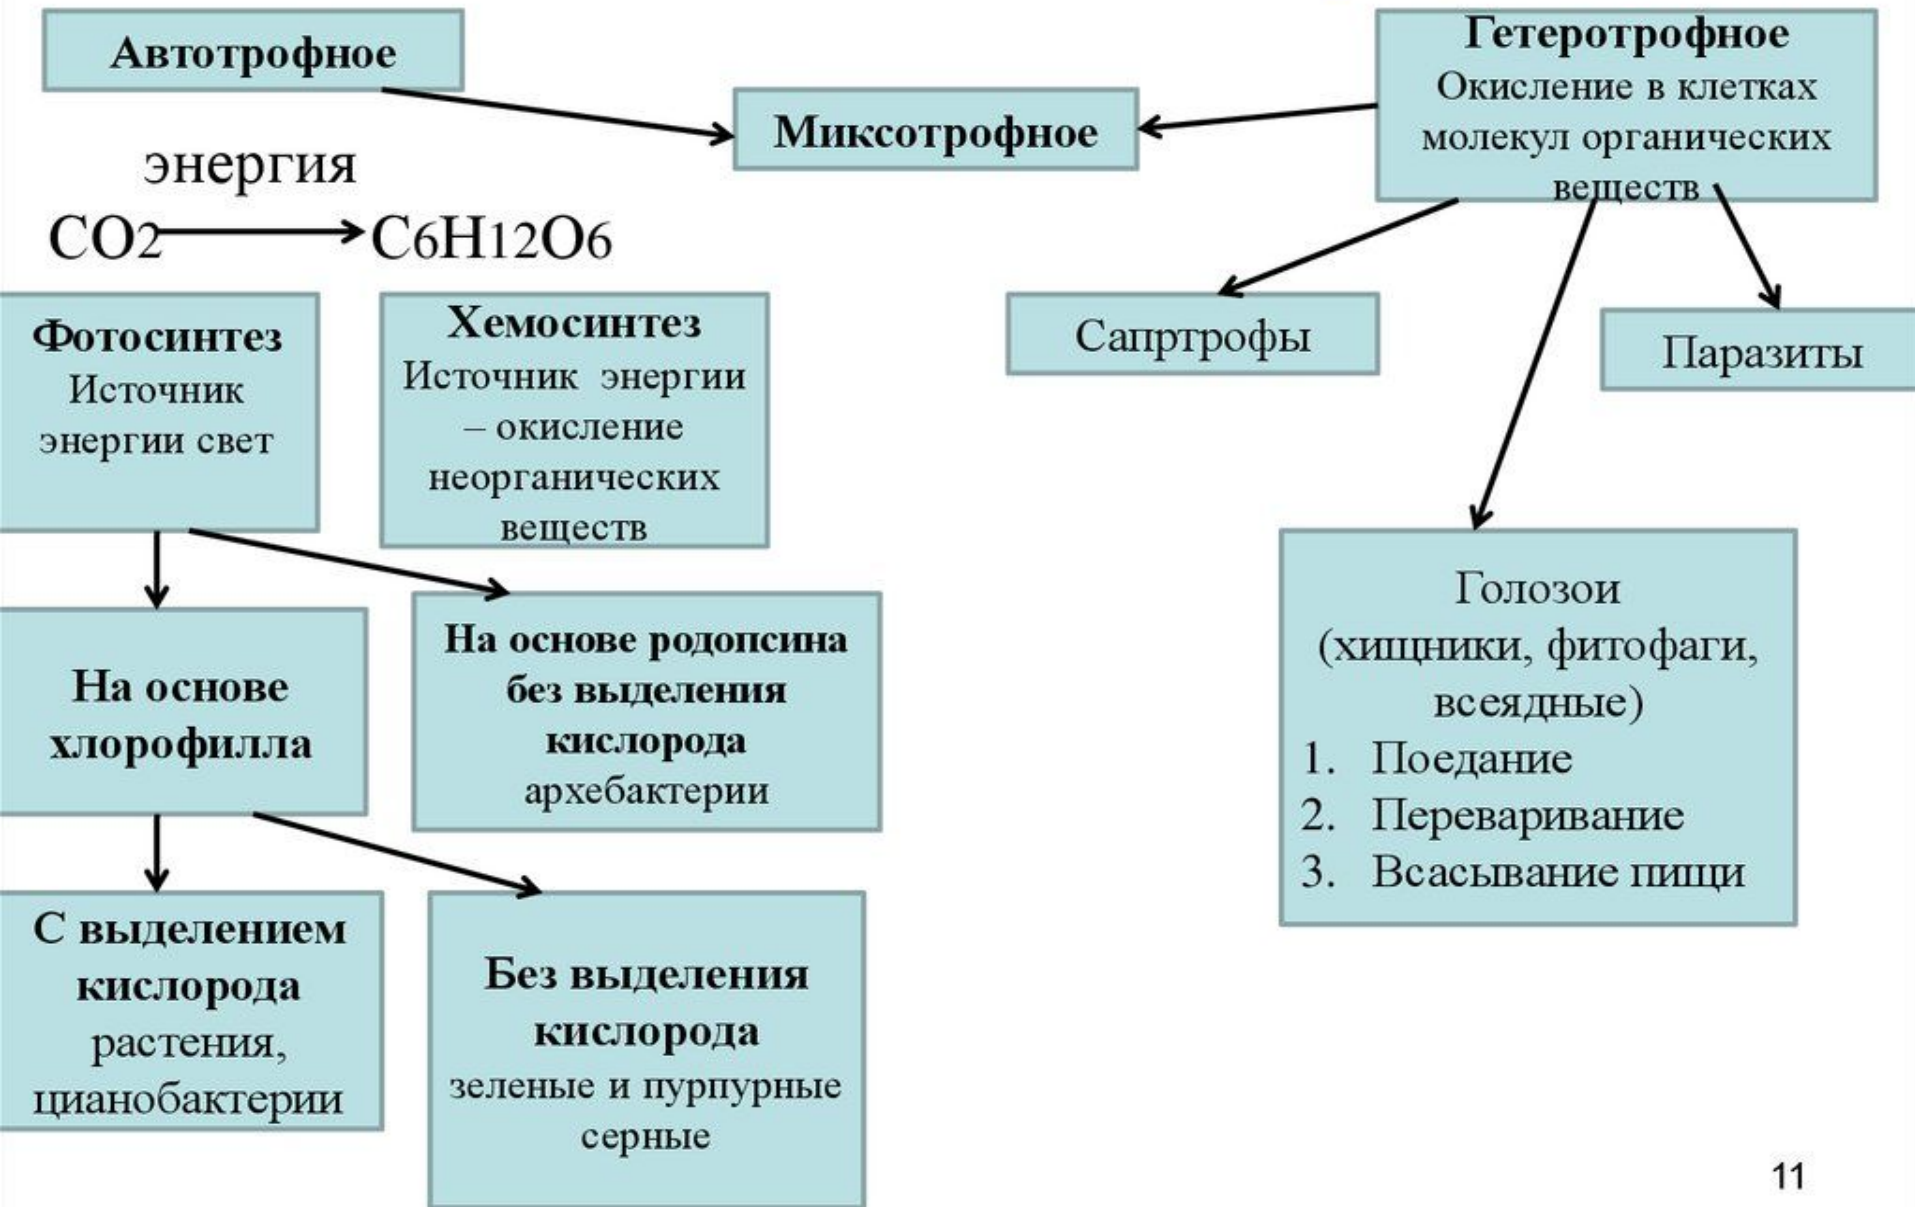 Автотрофное
Миксотрофное
Гетеротрофное
Окисление в клетках
молекул органических
веществ
энергия
CO2 C6H12O6
Фотосинтез
Источник
энергии свет
Хемосинтез
Источник энергии
– окисление
неорганических
веществ
Сапртрофы
Паразиты
На основе
хлорофилла
На основе родопсина
без выделения
кислорода
архебактерии
Голозои
(хищники, фитофаги,
всеядные)
1. Поедание
2. Переваривание
3. Всасывание пищи
С выделением
кислорода
растения,
цианобактерии
Без выделения
кислорода
зеленые и пурпурные
серные
11